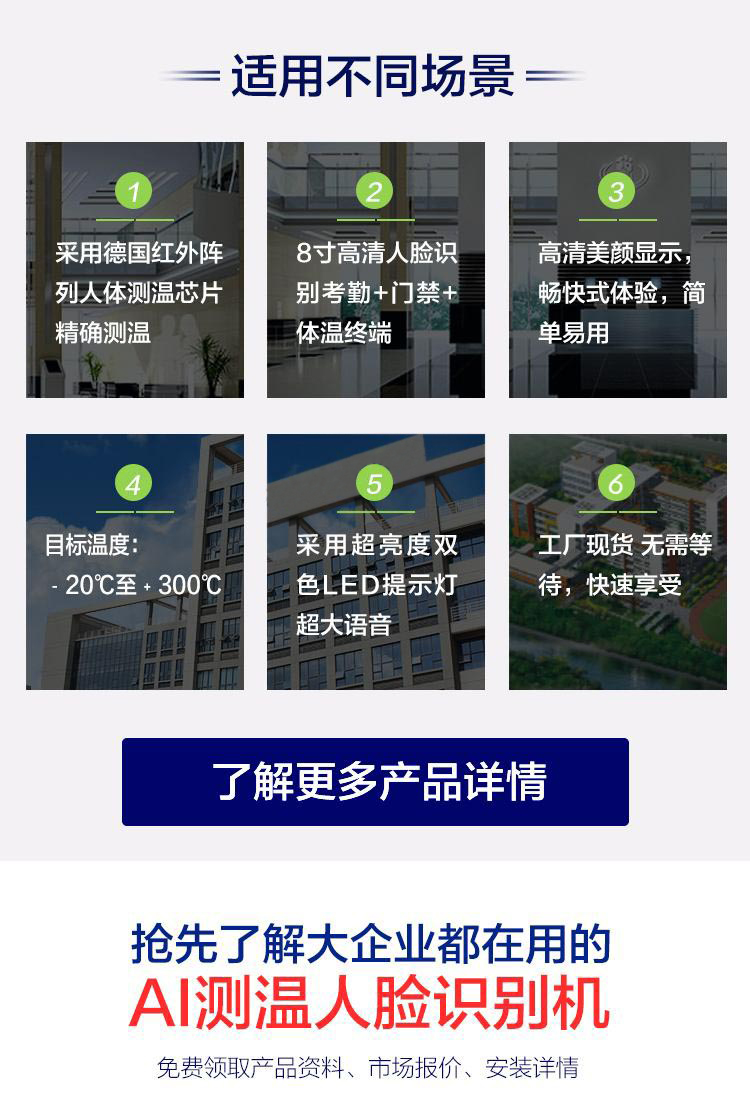 适用不同场景
1
采用德国红外阵
列人体测温芯片
精确测温
2
8寸高清人脸识
别考勤+门禁+
体温终端
3
高清美颜显示，
畅快式体验，简
单易用
4
目标温度：
- 20℃至 + 300℃
5
采用超亮度双
色LED提示灯
超大语音
6
工厂现货 无需等
待，快速享受
了解更多产品详情
抢先了解大企业都在用的
AI测温人脸识别机
免费领取产品资料、市场报价、安装详情